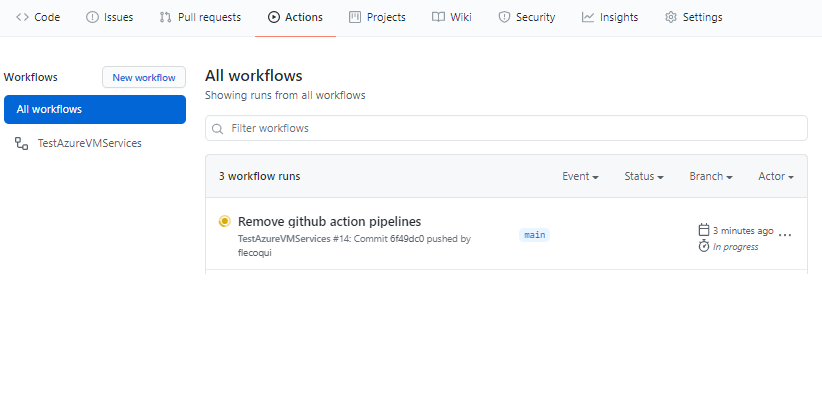 Code Issues Pull requests Actions Projects Wiki Security Insights Settings
Workflows
New workflow
All workflows
TestAzureVMServices
All workflows
Showing runs from all workflows
Filter workflows
3 workflow runs Event Status Branch Actor
Remove github action pipelines
TestAzureVMServices #14: Commit 6f49dc0 pushed by
flecoqui
main
3 minutes ago ...
In progress